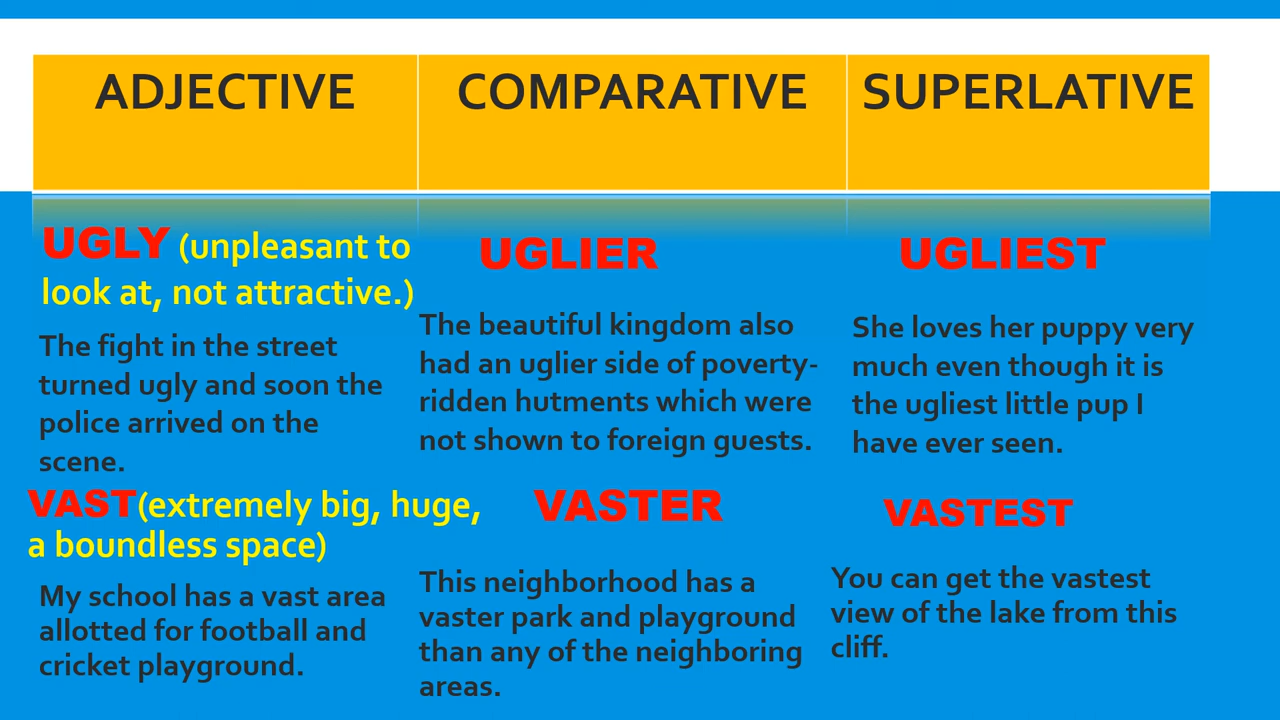 ADJECTIVE
COMPARATIVE
SUPERLATIVE
UGLY (unpleasant to
look at, not attractive.)
The fight in the street
turned ugly and soon the
police arrived on the
scene.
UGLIER
The beautiful kingdom also
had an uglier side of poverty-
ridden hutments which were
not shown to foreign guests.
UGLIEST
She loves her puppy very
much even though it is
the ugliest little pup I
have ever seen.
VAST(extremely big, huge,
a boundless space)
My school has a vast area
allotted for football and
cricket playground.
VASTER
This neighborhood has a
vaster park and playground
than any of the neighboring
areas.
VASTEST
You can get the vastest
view of the lake from this
cliff.